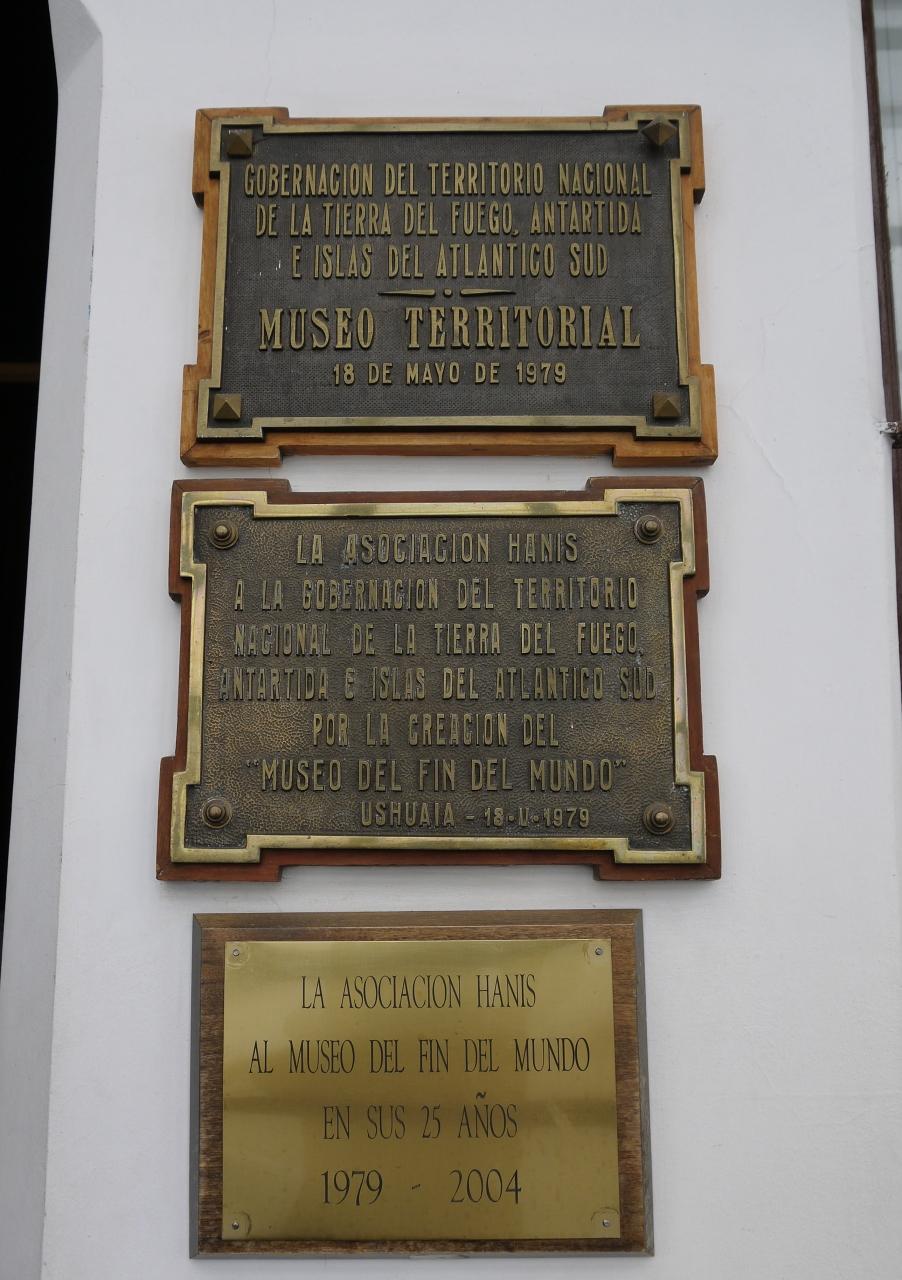 GOBERNACION DEL TERRITORIO NACIONAL
DE LA TIERRA DEL FUEGO, ANTARTIDA
E ISLAS DEL ATLANTICO SUD
MUSEO TERRITORIAL
18 DE MAYO DE 1979
LA ASOCIACION HANIS
A LA GOBERNACION DEL TERRITORIO
NACIONAL DE LA TIERRA DEL FUEGO,
ANTARTIDA E ISLAS DEL ATLANTICO SUD
POR LA CREACION DEL
"MUSEO DEL FIN DEL MUNDO"
USHUAIA - 18·V·1979
LA ASOCIACION HANIS
AL MUSEO DEL FIN DEL MUNDO
EN SUS 25 AÑOS
1979 - 2004